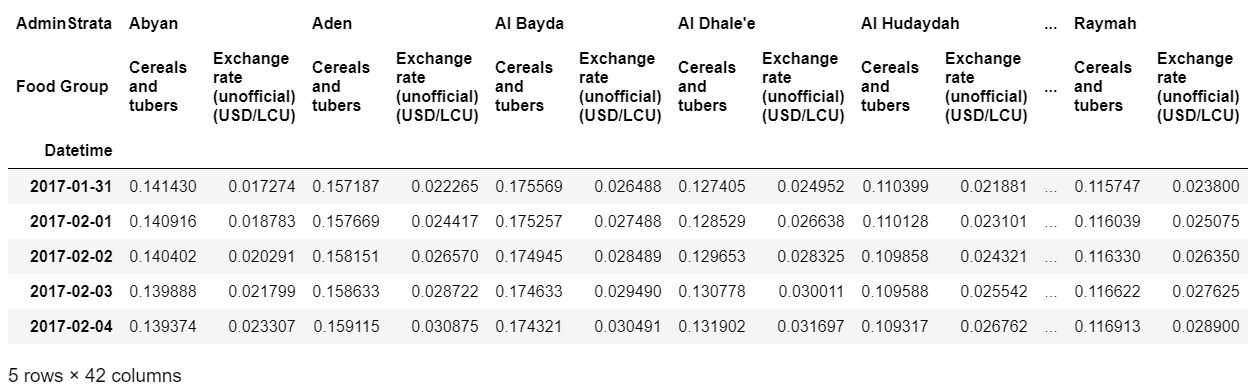 AdminStrata Abyan Aden Al Bayda Al Dhale'e Al Hudaydah ... Raymah
Food Group Cereals and tubers Exchange rate (unofficial) (USD/LCU) Cereals and tubers Exchange rate (unofficial) (USD/LCU) Cereals and tubers Exchange rate (unofficial) (USD/LCU) Cereals and tubers Exchange rate (unofficial) (USD/LCU) Cereals and tubers Exchange rate (unofficial) (USD/LCU) ... Cereals and tubers Exchange rate (unofficial) (USD/LCU)
Datetime
2017-01-31 0.141430 0.017274 0.157187 0.022265 0.175569 0.026488 0.127405 0.024952 0.110399 0.021881 ... 0.115747 0.023800
2017-02-01 0.140916 0.018783 0.157669 0.024417 0.175257 0.027488 0.128529 0.026638 0.110128 0.023101 ... 0.116039 0.025075
2017-02-02 0.140402 0.020291 0.158151 0.026570 0.174945 0.028489 0.129653 0.028325 0.109858 0.024321 ... 0.116330 0.026350
2017-02-03 0.139888 0.021799 0.158633 0.028722 0.174633 0.029490 0.130778 0.030011 0.109588 0.025542 ... 0.116622 0.027625
2017-02-04 0.139374 0.023307 0.159115 0.030875 0.174321 0.030491 0.131902 0.031697 0.109317 0.026762 ... 0.116913 0.028900
5 rows × 42 columns